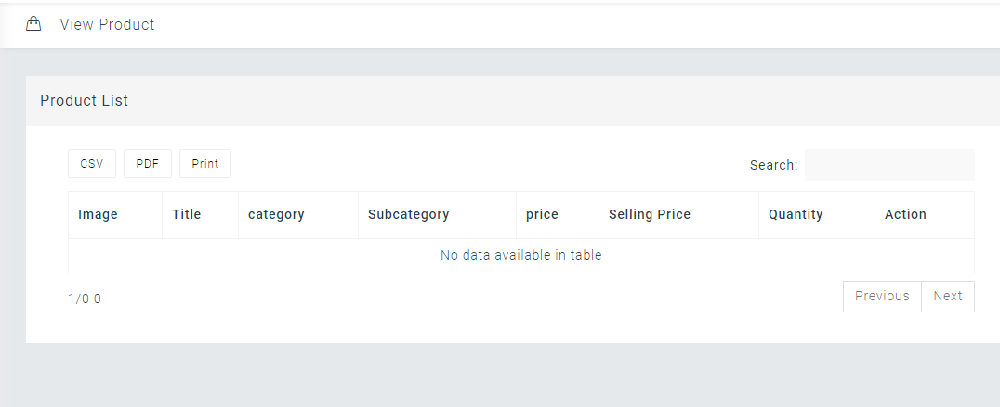 View Product
Product List
CSV PDF Print Search:
Image Title category Subcategory price Selling Price Quantity Action
No data available in table
1/0 0 Previous Next